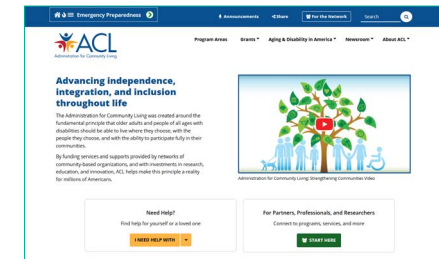 Emergency Preparedness
Announcements
Share
For the Network
Search
ACL
Administration for Community Living
Program Areas
Grants
Aging & Disability in America
Newsroom
About ACL
Advancing independence,
integration, and inclusion
throughout life
The Administration for Community Living was created around the
fundamental principle that older adults and people of all ages with
disabilities should be able to live where they choose, with the
people they choose, and with the ability to participate fully in their
communities.
By funding services and supports provided by networks of
community-based organizations, and with investments in research,
education, and innovation, ACL helps make this principle a reality
for millions of Americans.
Administration for Community Living: Strengthening Communities Video
Need Help?
Find help for yourself or a loved one
I NEED HELP WITH
For Partners, Professionals, and Researchers
Connect to programs, services, and more
START HERE